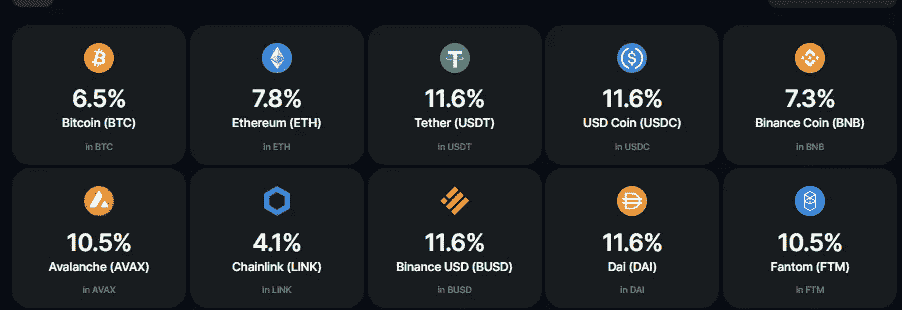 6.5%
Bitcoin (BTC)
in BTC
7.8%
Ethereum (ETH)
in ETH
11.6%
Tether (USDT)
in USDT
11.6%
USD Coin (USDC)
in USDC
7.3%
Binance Coin (BNB)
in BNB
10.5%
Avalanche (AVAX)
in AVAX
4.1%
Chainlink (LINK)
in LINK
11.6%
Binance USD (BUSD)
in BUSD
11.6%
Dai (DAI)
in DAI
10.5%
Fantom (FTM)
in FTM